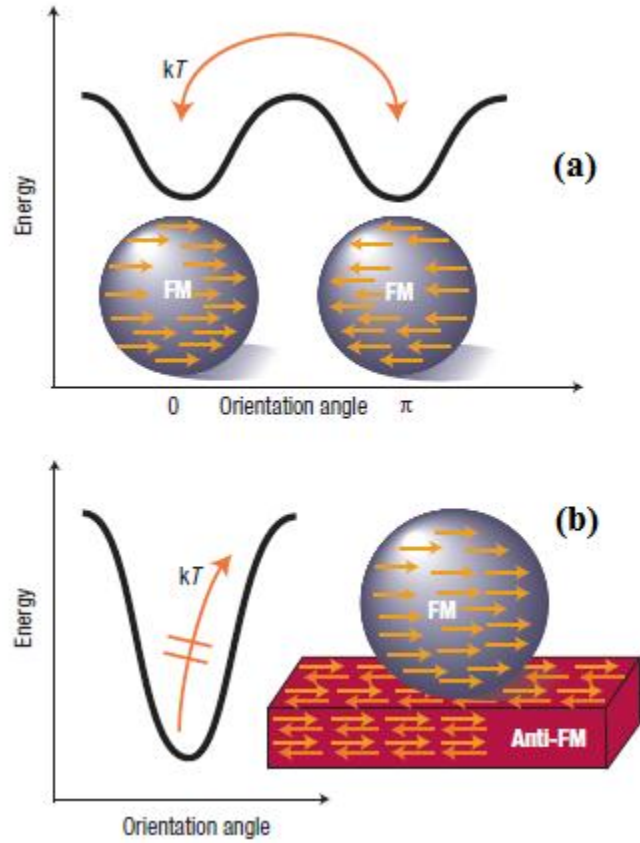 kT
(a)
Energy
FM
FM
0 Orientation angle π
(b)
kT
Energy
FM
Anti-FM
Orientation angle